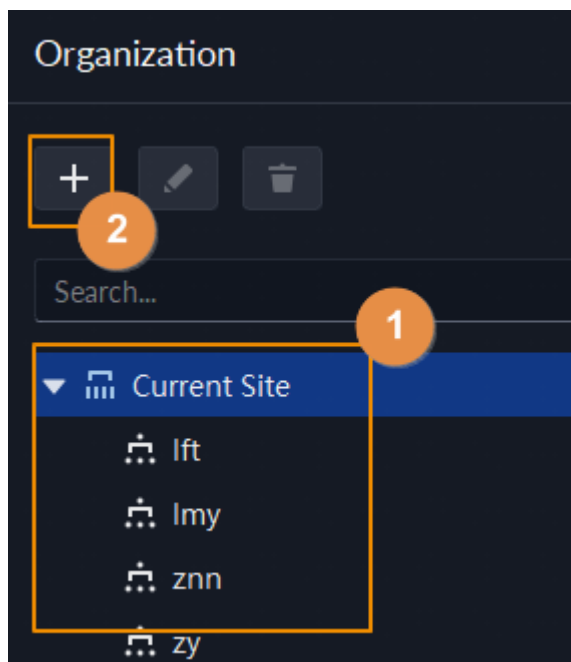 Organization
+
2
Search...
1
Current Site
lft
lmy
znn
zy